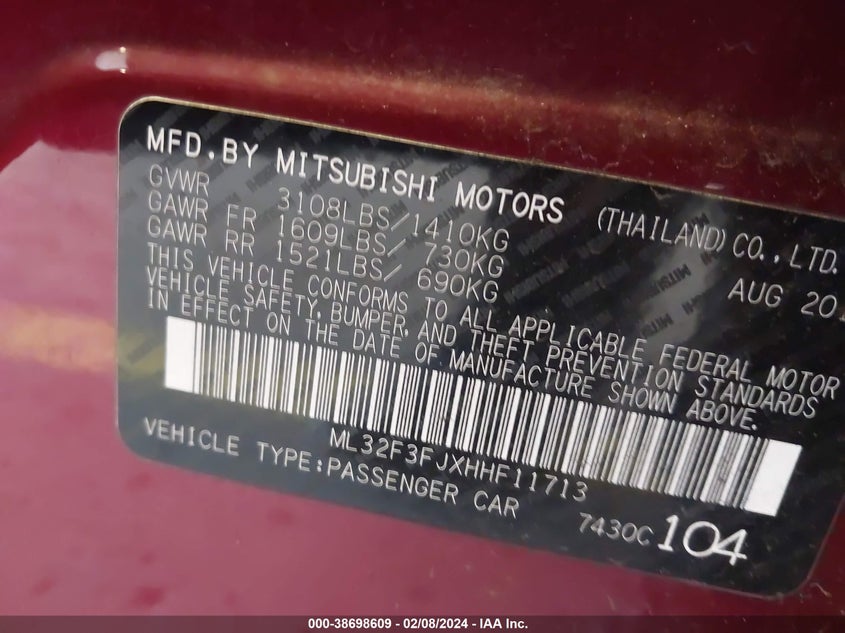 MFD.BY MITSUBISHI MOTORS (THAILAND) CO.,LTD.
GVWR 3108LBS/1410KG AUG 20
GAWR FR 1609LBS/ 730KG
GAWR RR 1521LBS/ 690KG
THIS VEHICLE CONFORMS TO ALL APPLICABLE FEDERAL MOTOR
VEHICLE SAFETY, BUMPER, AND THEFT PREVENTION STANDARDS
IN EFFECT ON THE DATE OF MANUFACTURE SHOWN ABOVE.
ML32F3FJXHHF11713
VEHICLE TYPE:PASSENGER CAR
7430C 104
000-38698609 - 02/08/2024 - IAA Inc.